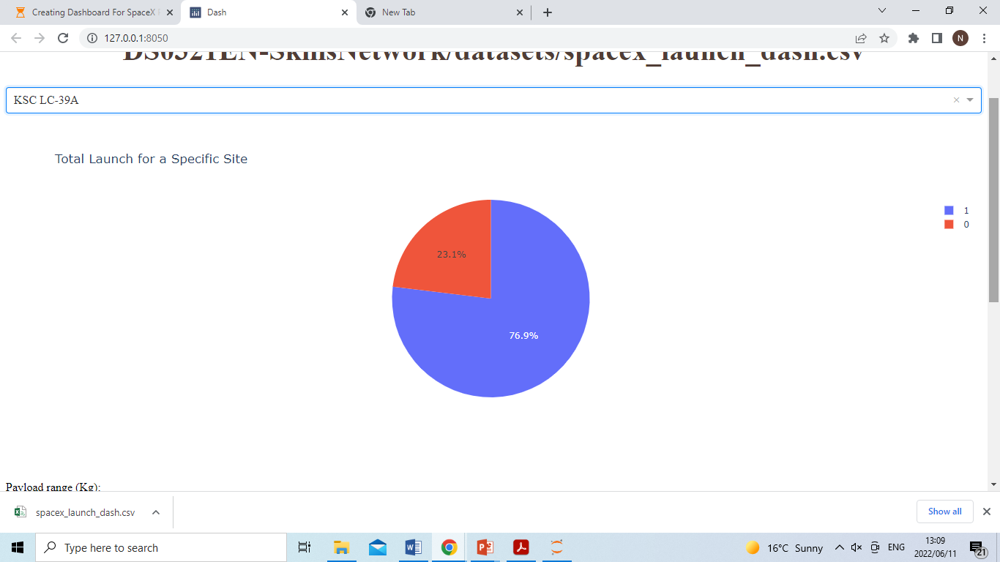 Creating Dashboard For SpaceX
Dash
New Tab
127.0.0.1:8050
N
DS0321EN-SkillsNetwork/datasets/spacex_launch_dash.csv
KSC LC-39A
Total Launch for a Specific Site
1
0
23.1%
76.9%
Payload range (Kg):
spacex_launch_dash.csv
Show all
Type here to search
16°C Sunny
ENG
13:09
2022/06/11
21